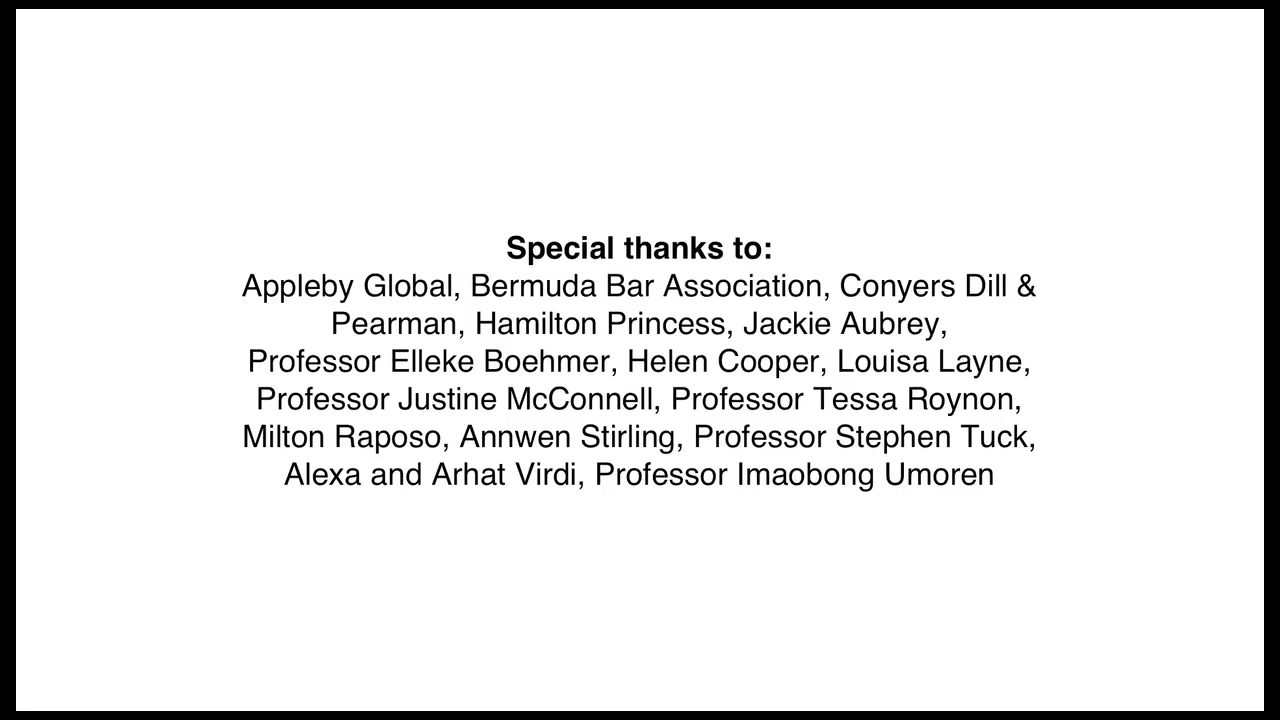 Special thanks to:
Appleby Global, Bermuda Bar Association, Conyers Dill &
Pearman, Hamilton Princess, Jackie Aubrey,
Professor Elleke Boehmer, Helen Cooper, Louisa Layne,
Professor Justine McConnell, Professor Tessa Roynon,
Milton Raposo, Annwen Stirling, Professor Stephen Tuck,
Alexa and Arhat Virdi, Professor Imaobong Umoren